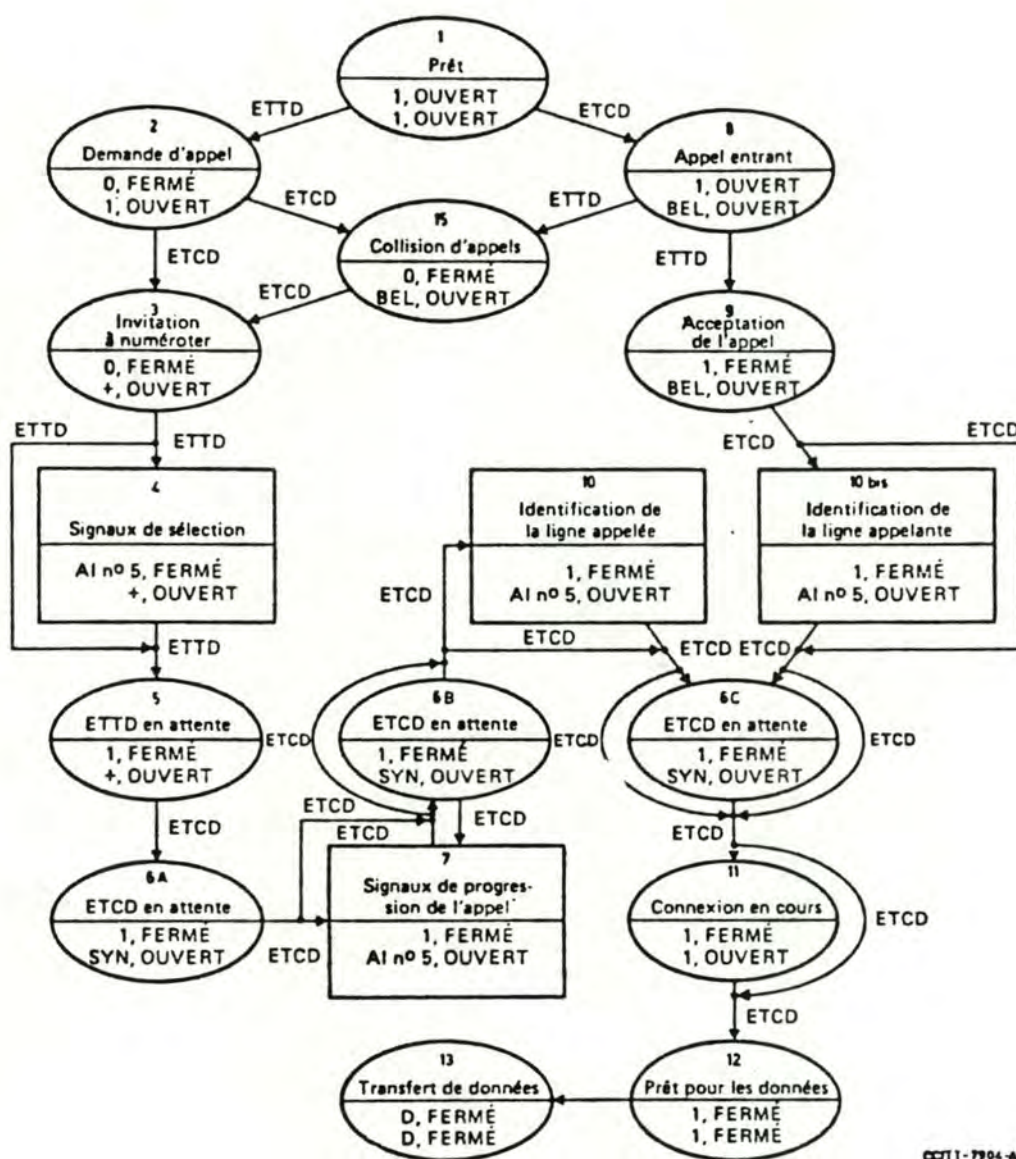 1
Prêt
1, OUVERT
1, OUVERT
ETTD
ETCD
2
Demande d'appel
0, FERMÉ
1, OUVERT
8
Appel entrant
1, OUVERT
BEL, OUVERT
ETCD
ETTD
15
Collision d'appels
0, FERMÉ
BEL, OUVERT
ETCD
ETCD
ETTD
3
Invitation
à numéroter
0, FERMÉ
+, OUVERT
9
Acceptation
de l'appel
1, FERMÉ
BEL, OUVERT
ETTD
ETTD
ETCD
ETCD
4
Signaux de sélection
AI nº 5, FERMÉ
+, OUVERT
10
Identification de
la ligne appelée
1, FERMÉ
AI nº 5, OUVERT
10 bis
Identification de
la ligne appelante
1, FERMÉ
AI nº 5, OUVERT
ETCD
ETTD
ETCD
ETCD
ETCD
5
ETTD en attente
1, FERMÉ
+, OUVERT
ETCD
6B
ETCD en attente
1, FERMÉ
SYN, OUVERT
ETCD
6C
ETCD en attente
1, FERMÉ
SYN, OUVERT
ETCD
ETCD
ETCD
ETCD
ETCD
ETCD
6A
ETCD en attente
1, FERMÉ
SYN, OUVERT
ETCD
7
Signaux de progres-
sion de l'appel
1, FERMÉ
AI nº 5, OUVERT
11
Connexion en cours
1, FERMÉ
1, OUVERT
ETCD
ETCD
13
Transfert de données
D, FERMÉ
D, FERMÉ
12
Prêt pour les données
1, FERMÉ
1, FERMÉ